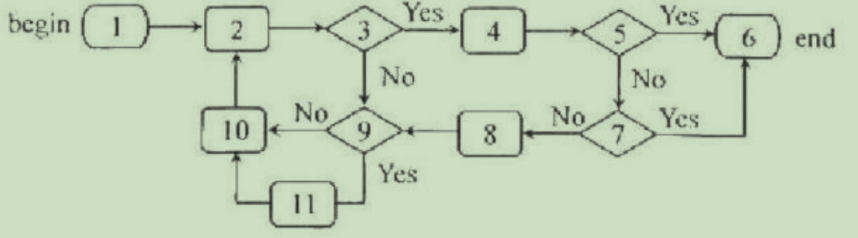 begin 1 2 3 Yes 4 5 Yes 6 end
No No
10 No 9 8 No 7 Yes
Yes
11